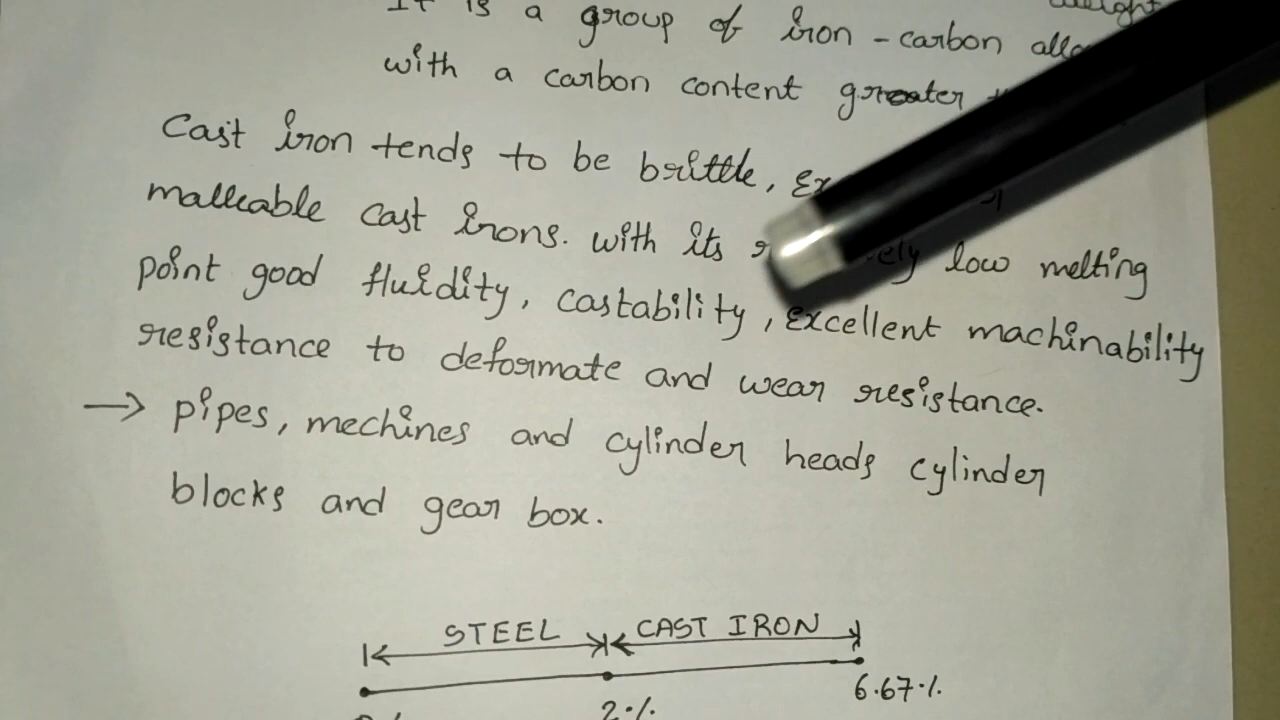 It is a group of iron - carbon
with a carbon content greater
Cast iron tends to be brittle,
malleable cast irons. with its low melting
point good fluidity, castability, Excellent machinability
resistance to deformate and wear resistance.
→ pipes, mechines and cylinder heads cylinder
blocks and gear box.
STEEL CAST IRON
2% 6.67%